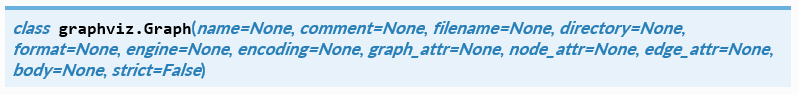 class graphviz.Graph(name=None, comment=None, filename=None, directory=None,
format=None, engine=None, encoding=None, graph_attr=None, node_attr=None, edge_attr=None,
body=None, strict=False)